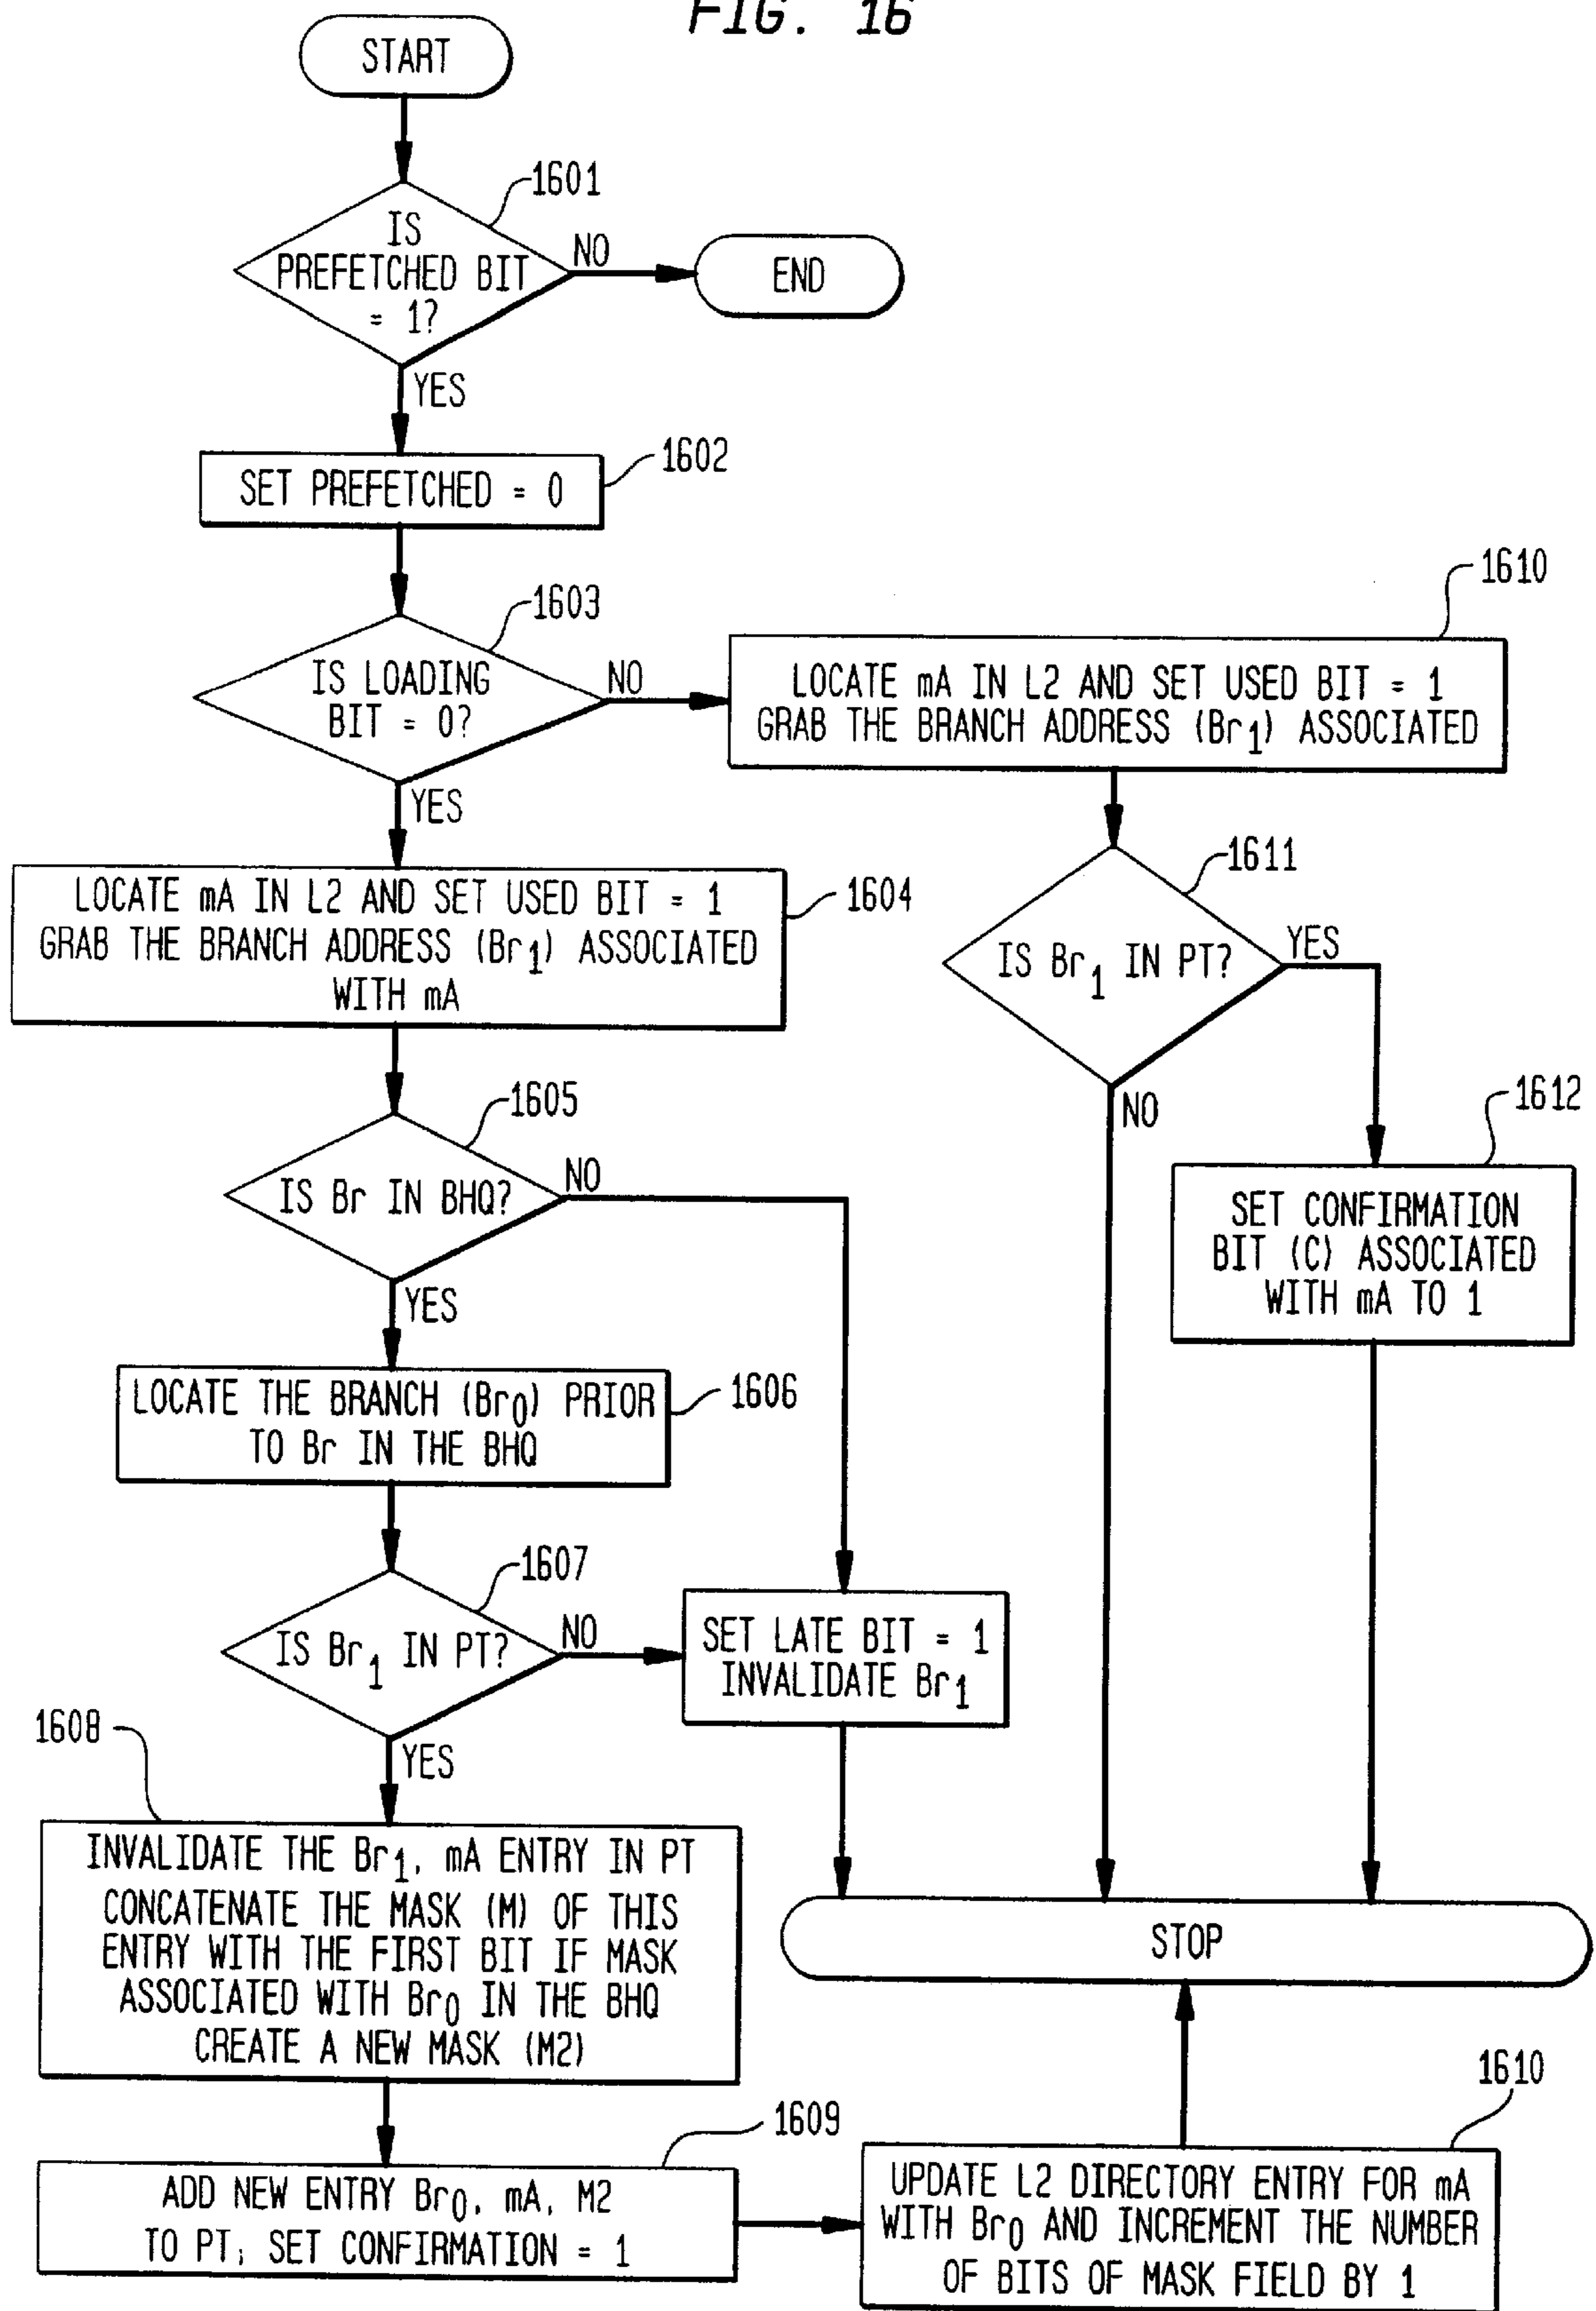 FIG. 16
START
1601
IS
PREFETCHED BIT
= 1?
NO
END
YES
1602
SET PREFETCHED = 0
1603
IS LOADING
BIT = 0?
NO
1610
LOCATE mA IN L2 AND SET USED BIT = 1
GRAB THE BRANCH ADDRESS (Br1) ASSOCIATED
YES
1604
LOCATE mA IN L2 AND SET USED BIT = 1
GRAB THE BRANCH ADDRESS (Br1) ASSOCIATED
WITH mA
1611
IS Br1 IN PT?
YES
NO
1612
SET CONFIRMATION
BIT (C) ASSOCIATED
WITH mA TO 1
1605
IS Br IN BHQ?
NO
YES
1606
LOCATE THE BRANCH (Br0) PRIOR
TO Br IN THE BHQ
1607
IS Br1 IN PT?
NO
SET LATE BIT = 1
INVALIDATE Br1
YES
1608
INVALIDATE THE Br1, mA ENTRY IN PT
CONCATENATE THE MASK (M) OF THIS
ENTRY WITH THE FIRST BIT IF MASK
ASSOCIATED WITH Br0 IN THE BHQ
CREATE A NEW MASK (M2)
STOP
1609
ADD NEW ENTRY Br0, mA, M2
TO PT; SET CONFIRMATION = 1
1610
UPDATE L2 DIRECTORY ENTRY FOR mA
WITH Br0 AND INCREMENT THE NUMBER
OF BITS OF MASK FIELD BY 1